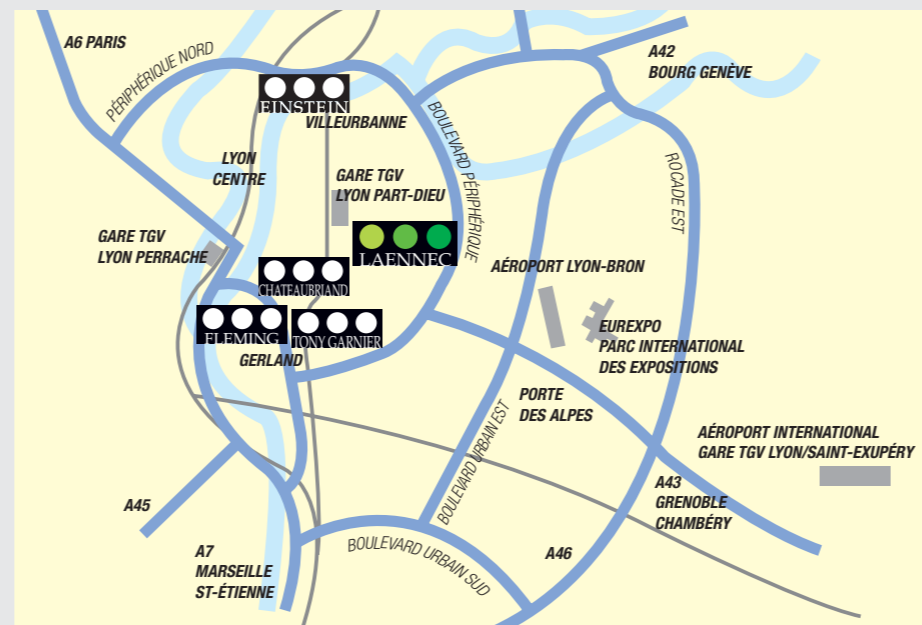 A6 PARIS
PÉRIPHÉRIQUE NORD
A42
BOURG GENÈVE
EINSTEIN
VILLEURBANNE
BOULEVARD PÉRIPHÉRIQUE
ROCADE EST
LYON
CENTRE
GARE TGV
LYON PART-DIEU
GARE TGV
LYON PERRACHE
LAENNEC
AÉROPORT LYON-BRON
CHATEAUBRIAND
FLEMING
TONY GARNIER
GERLAND
EUREXPO
PARC INTERNATIONAL
DES EXPOSITIONS
PORTE
DES ALPES
BOULEVARD URBAIN EST
AÉROPORT INTERNATIONAL
GARE TGV LYON/SAINT-EXUPÉRY
A45
A43
GRENOBLE
CHAMBÉRY
A7
MARSEILLE
ST-ÉTIENNE
BOULEVARD URBAIN SUD
A46